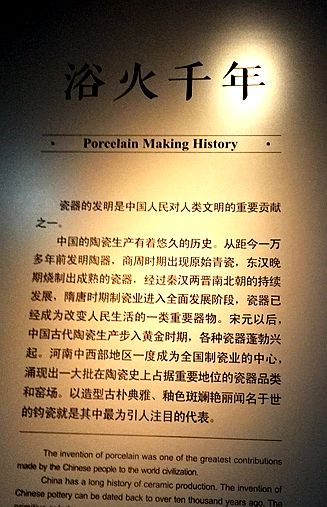 浴火千年
Porcelain Making History
瓷器的发明是中国人民对人类文明的重要贡献
之一。
中国的陶瓷生产有着悠久的历史。从距今一万
多年前发明陶器，商周时期出现原始青瓷，东汉晚
期烧制出成熟的瓷器，经过秦汉两晋南北朝的持续
发展，隋唐时期制瓷业进入全面发展阶段，瓷器已
经成为改变人民生活的一类重要器物。宋元以后，
中国古代陶瓷生产步入黄金时期，各种瓷器蓬勃兴
起。河南中西部地区一度成为全国制瓷业的中心，
涌现出一大批在陶瓷史上占据重要地位的瓷器品类
和窑场。以造型古朴典雅、釉色斑斓艳丽闻名于世
的钧瓷就是其中最为引人注目的代表。
The invention of porcelain was one of the greatest contributions
made by the Chinese people to the world civilization.
China has a long history of ceramic production. The invention of
Chinese pottery can be dated back to over ten thousand years ago. The